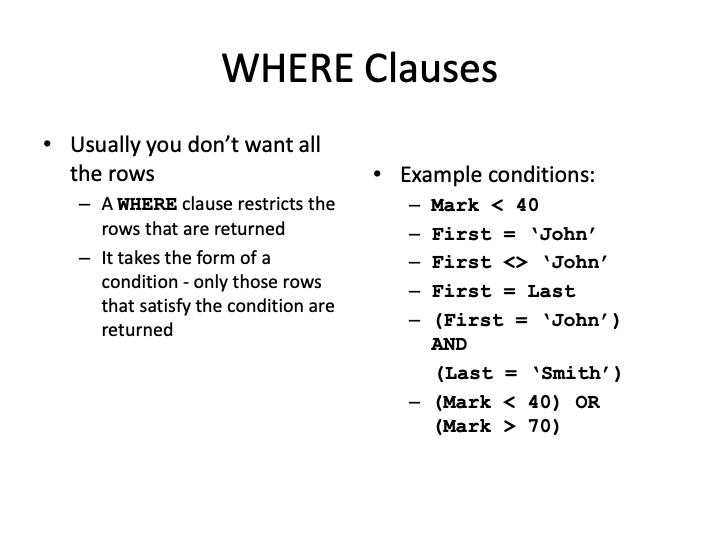 WHERE Clauses
• Usually you don’t want all
the rows
– A WHERE clause restricts the
rows that are returned
– It takes the form of a
condition - only those rows
that satisfy the condition are
returned
• Example conditions:
– Mark < 40
– First = ‘John’
– First <> ‘John’
– First = Last
– (First = ‘John’)
AND
(Last = ‘Smith’)
– (Mark < 40) OR
(Mark > 70)